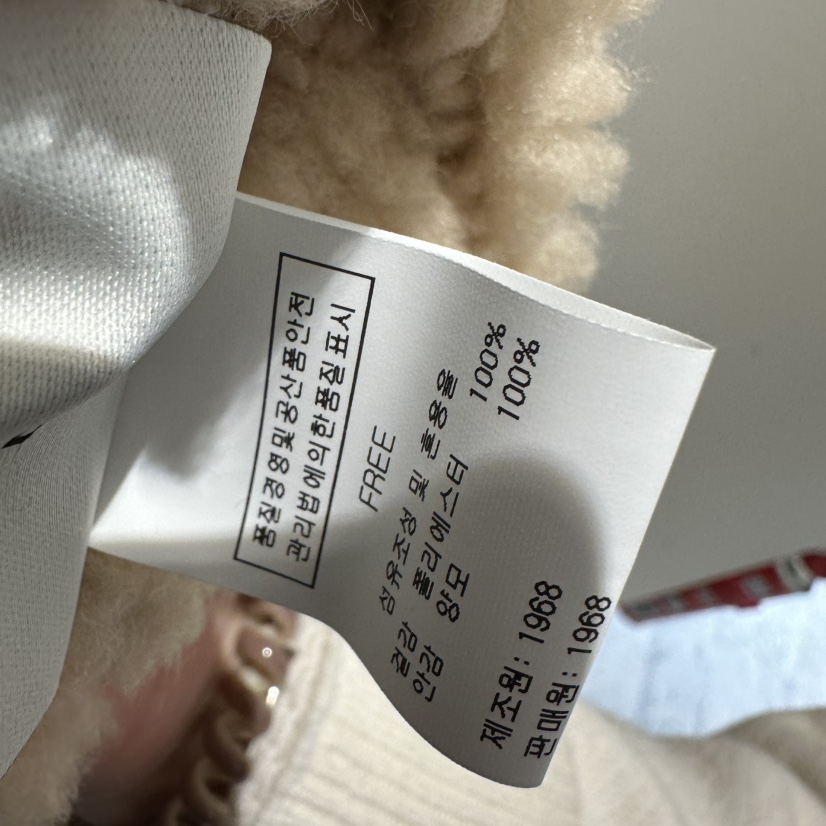 품질경영및공산품안전
관리법에의한품질표시
FREE
섬유조성 및 혼용율
겉감 폴리에스터 100%
안감 양모 100%
제조원: 1968
판매원: 1968